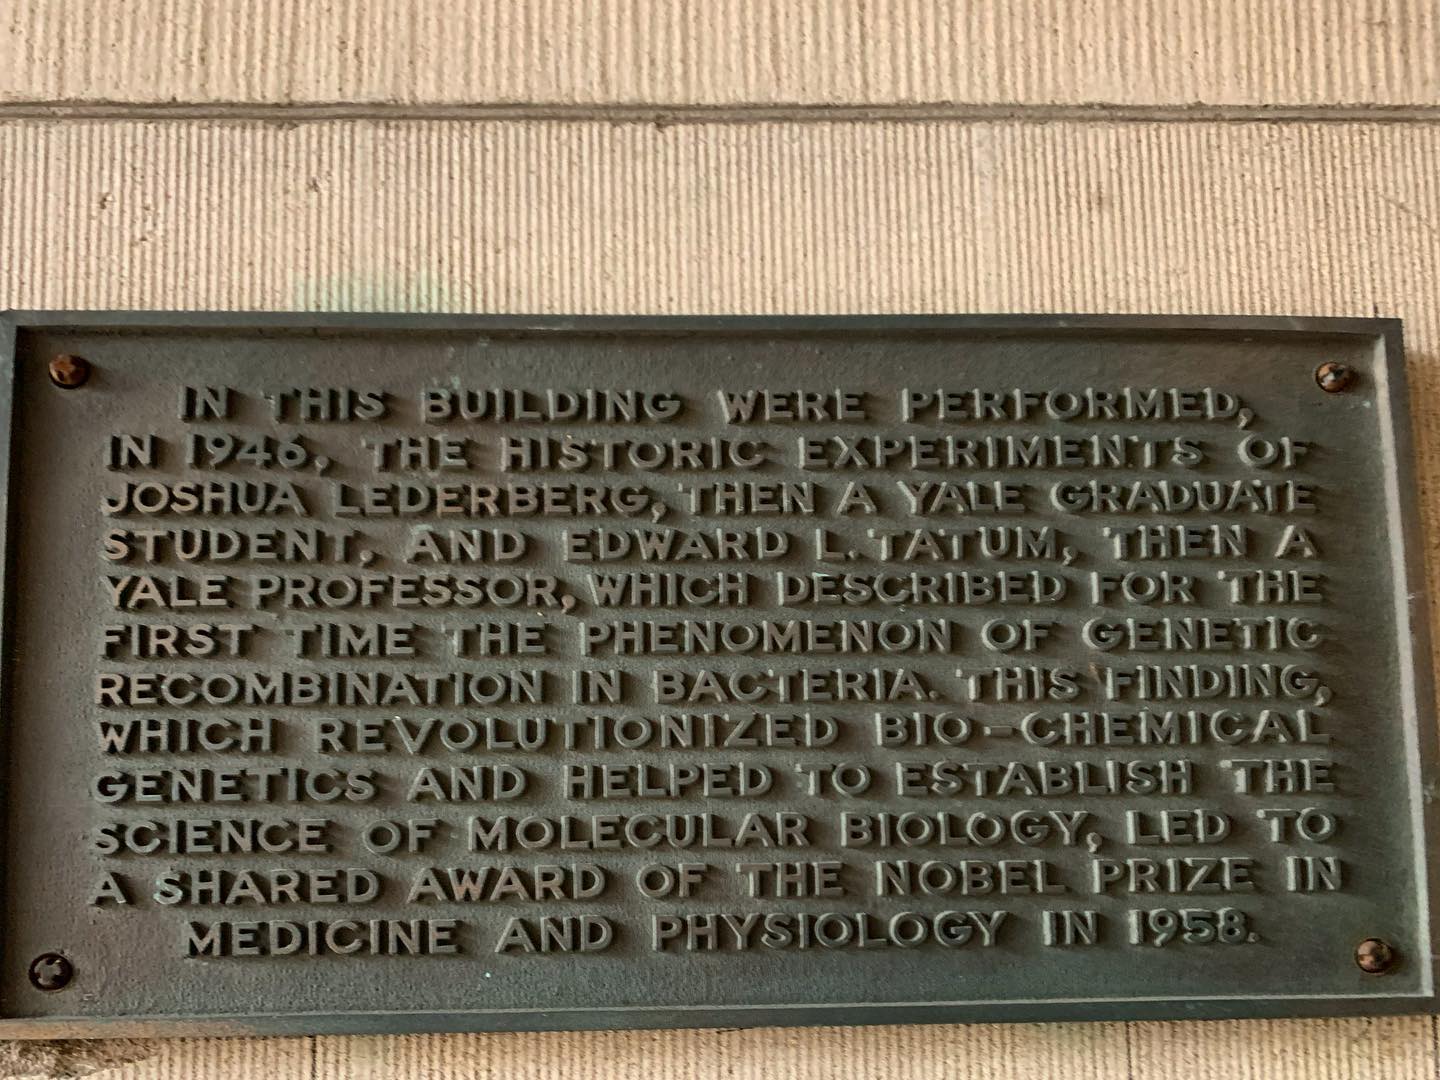 IN THIS BUILDING WERE PERFORMED,
IN 1946, THE HISTORIC EXPERIMENTS OF
JOSHUA LEDERBERG, THEN A YALE GRADUATE
STUDENT, AND EDWARD L. TATUM, THEN A
YALE PROFESSOR, WHICH DESCRIBED FOR THE
FIRST TIME THE PHENOMENON OF GENETIC
RECOMBINATION IN BACTERIA. THIS FINDING,
WHICH REVOLUTIONIZED BIO-CHEMICAL
GENETICS AND HELPED TO ESTABLISH THE
SCIENCE OF MOLECULAR BIOLOGY, LED TO
A SHARED AWARD OF THE NOBEL PRIZE IN
MEDICINE AND PHYSIOLOGY IN 1958.